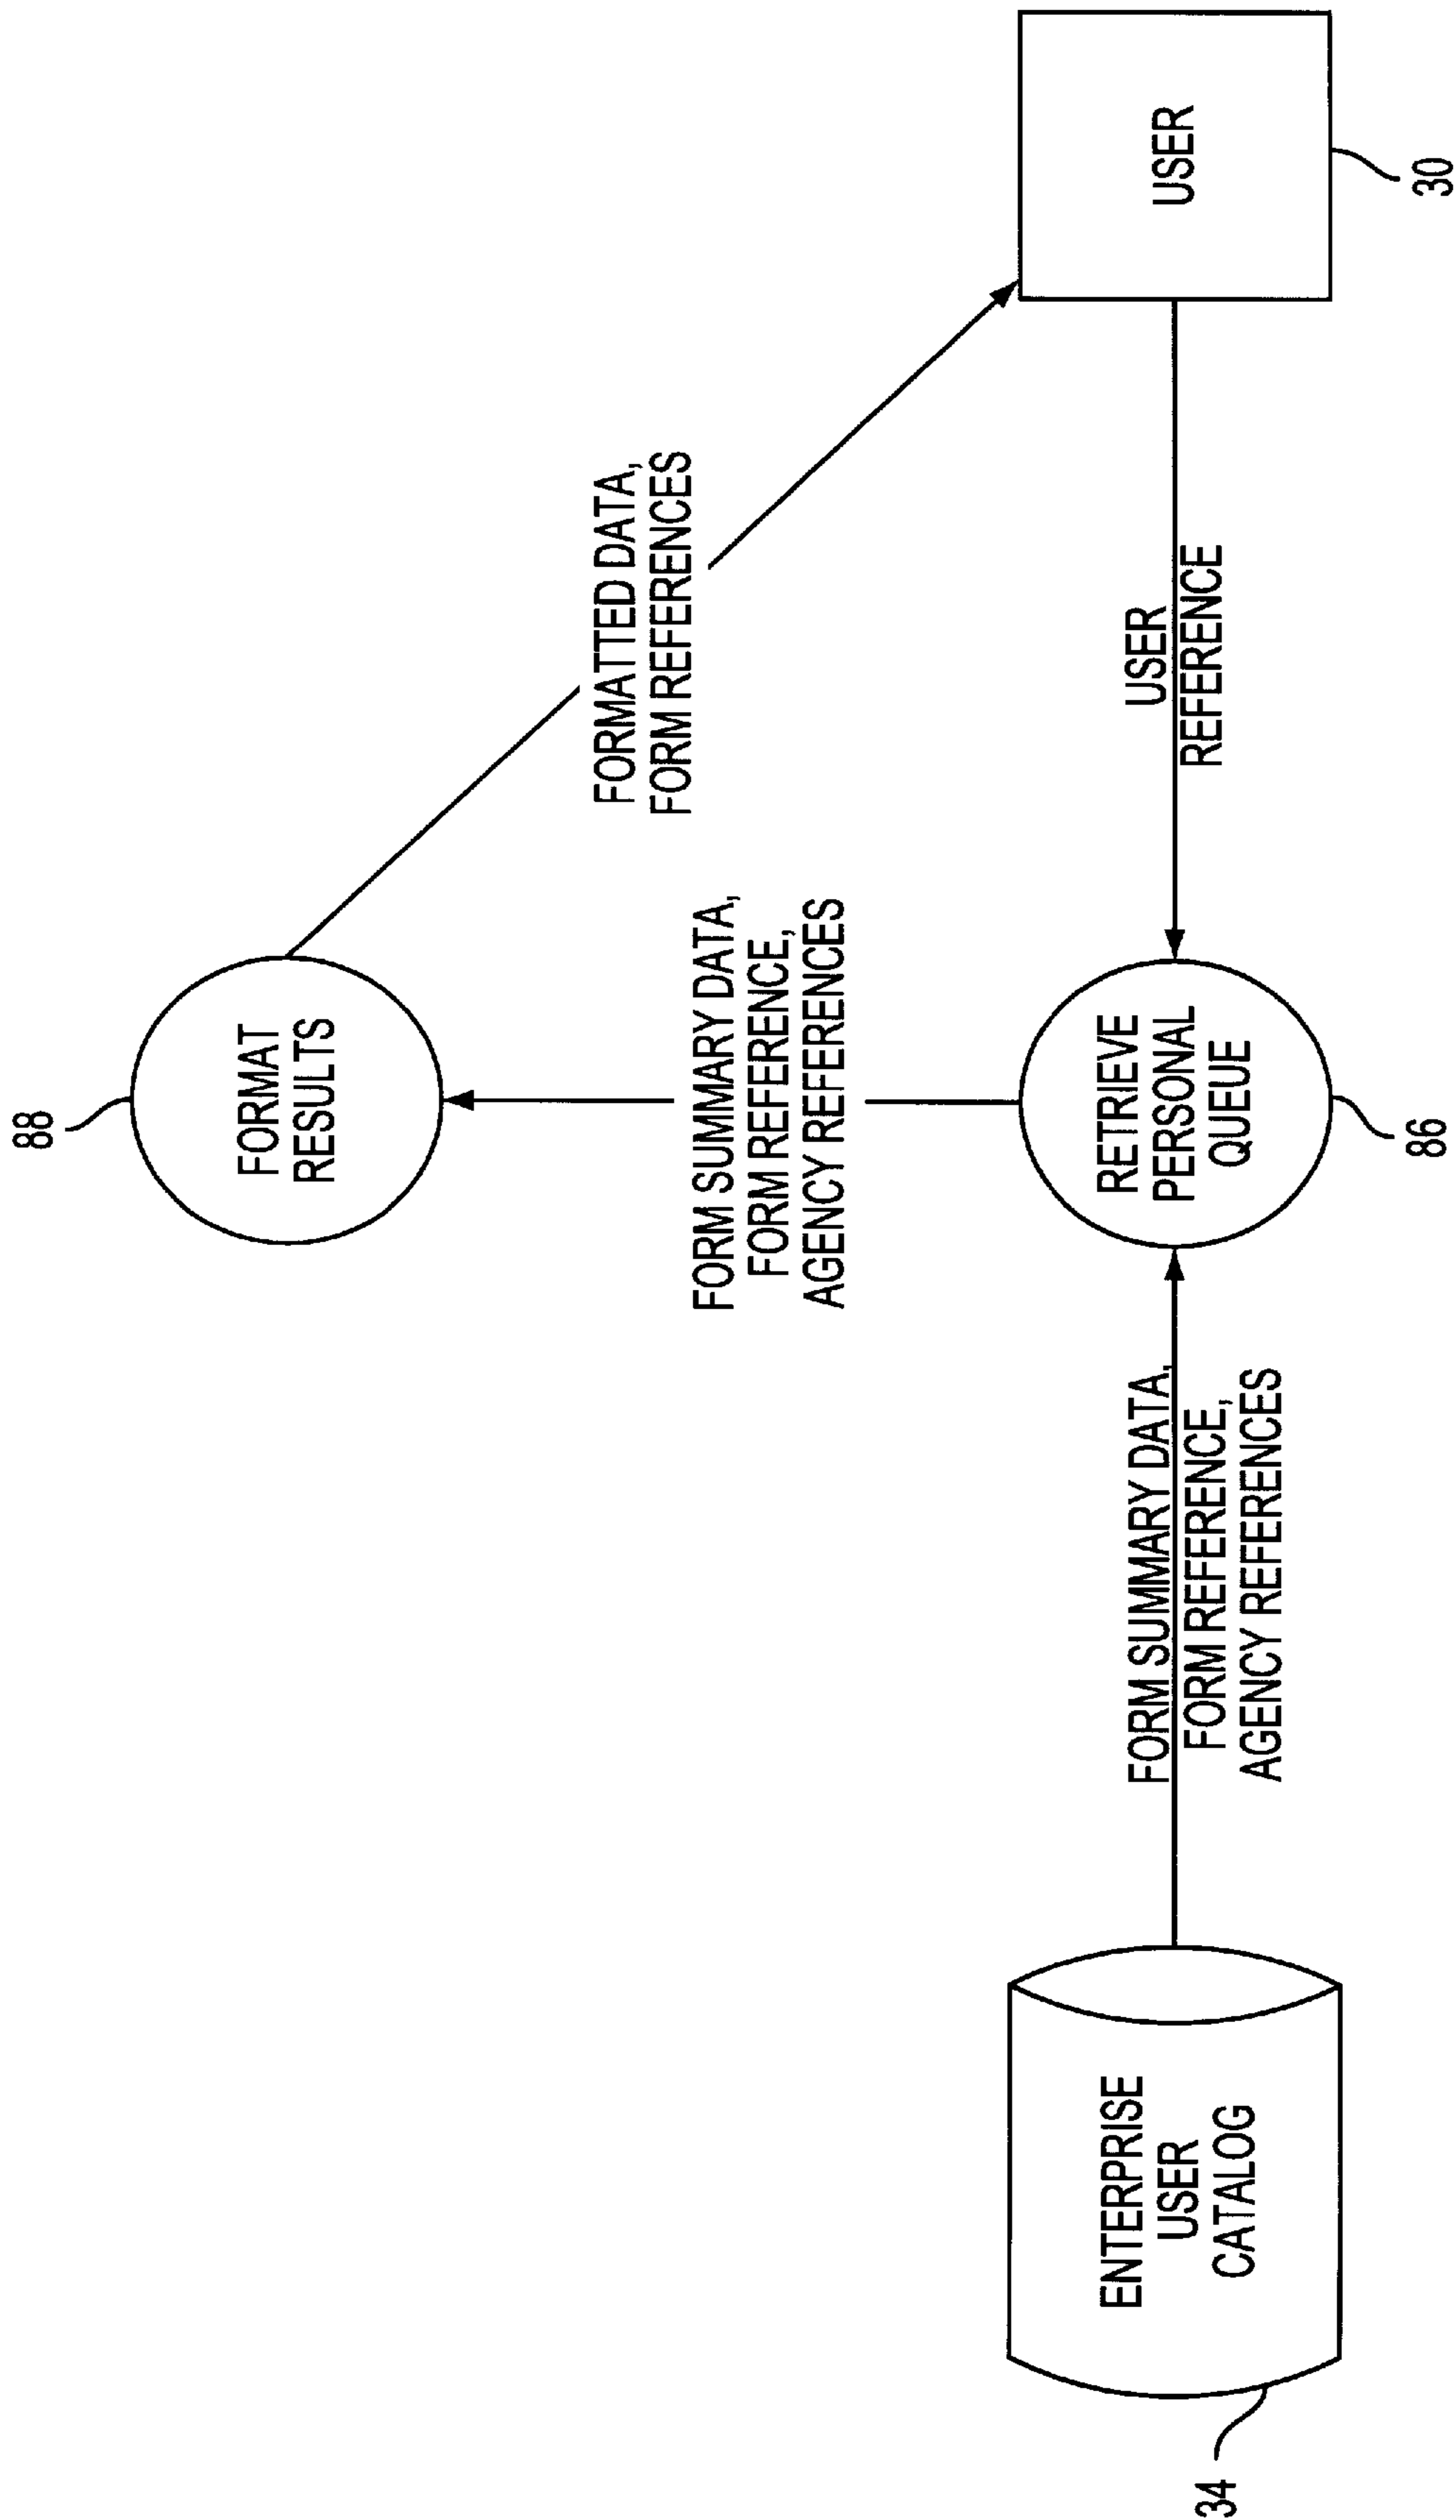 88
FORMAT
RESULTS
FORMATTED DATA,
FORM REFERENCES
FORM SUMMARY DATA,
FORM REFERENCE,
AGENCY REFERENCES
ENTERPRISE
USER
CATALOG
FORM SUMMARY DATA,
FORM REFERENCE,
AGENCY REFERENCES
RETRIEVE
PERSONAL
QUEUE
USER
REFERENCE
USER
34
86
30